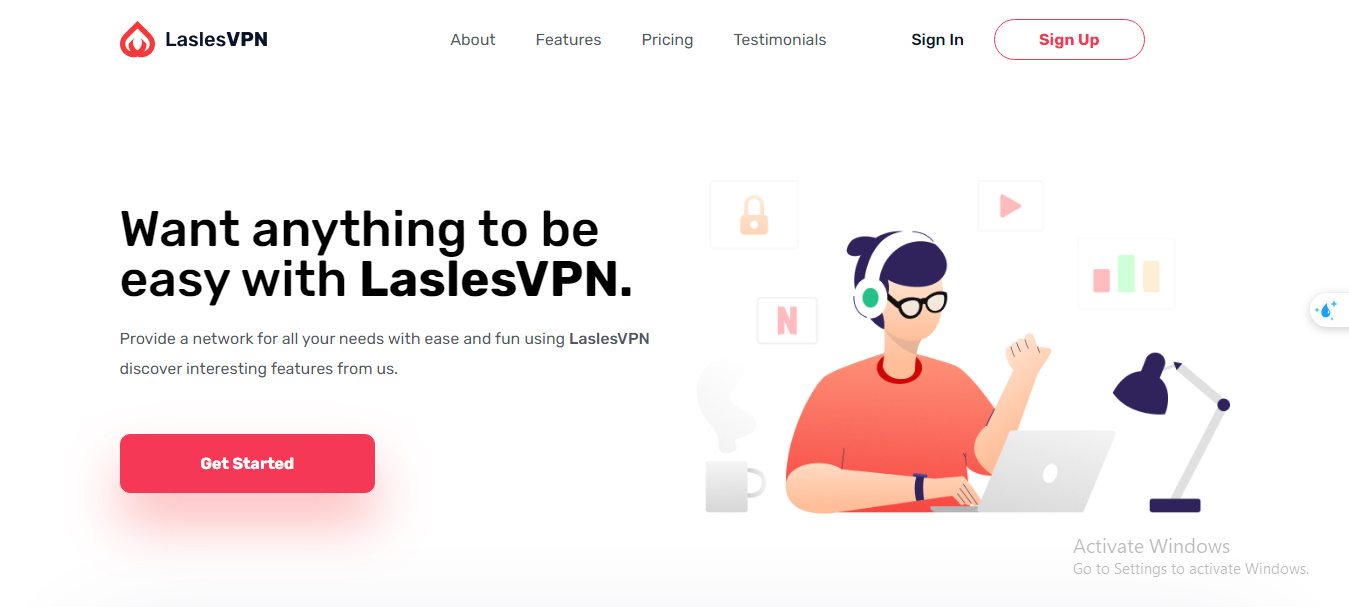 LaslesVPN
About
Features
Pricing
Testimonials
Sign In
Sign Up
Want anything to be
easy with LaslesVPN.
Provide a network for all your needs with ease and fun using LaslesVPN
discover interesting features from us.
Get Started
N
Activate Windows
Go to Settings to activate Windows.